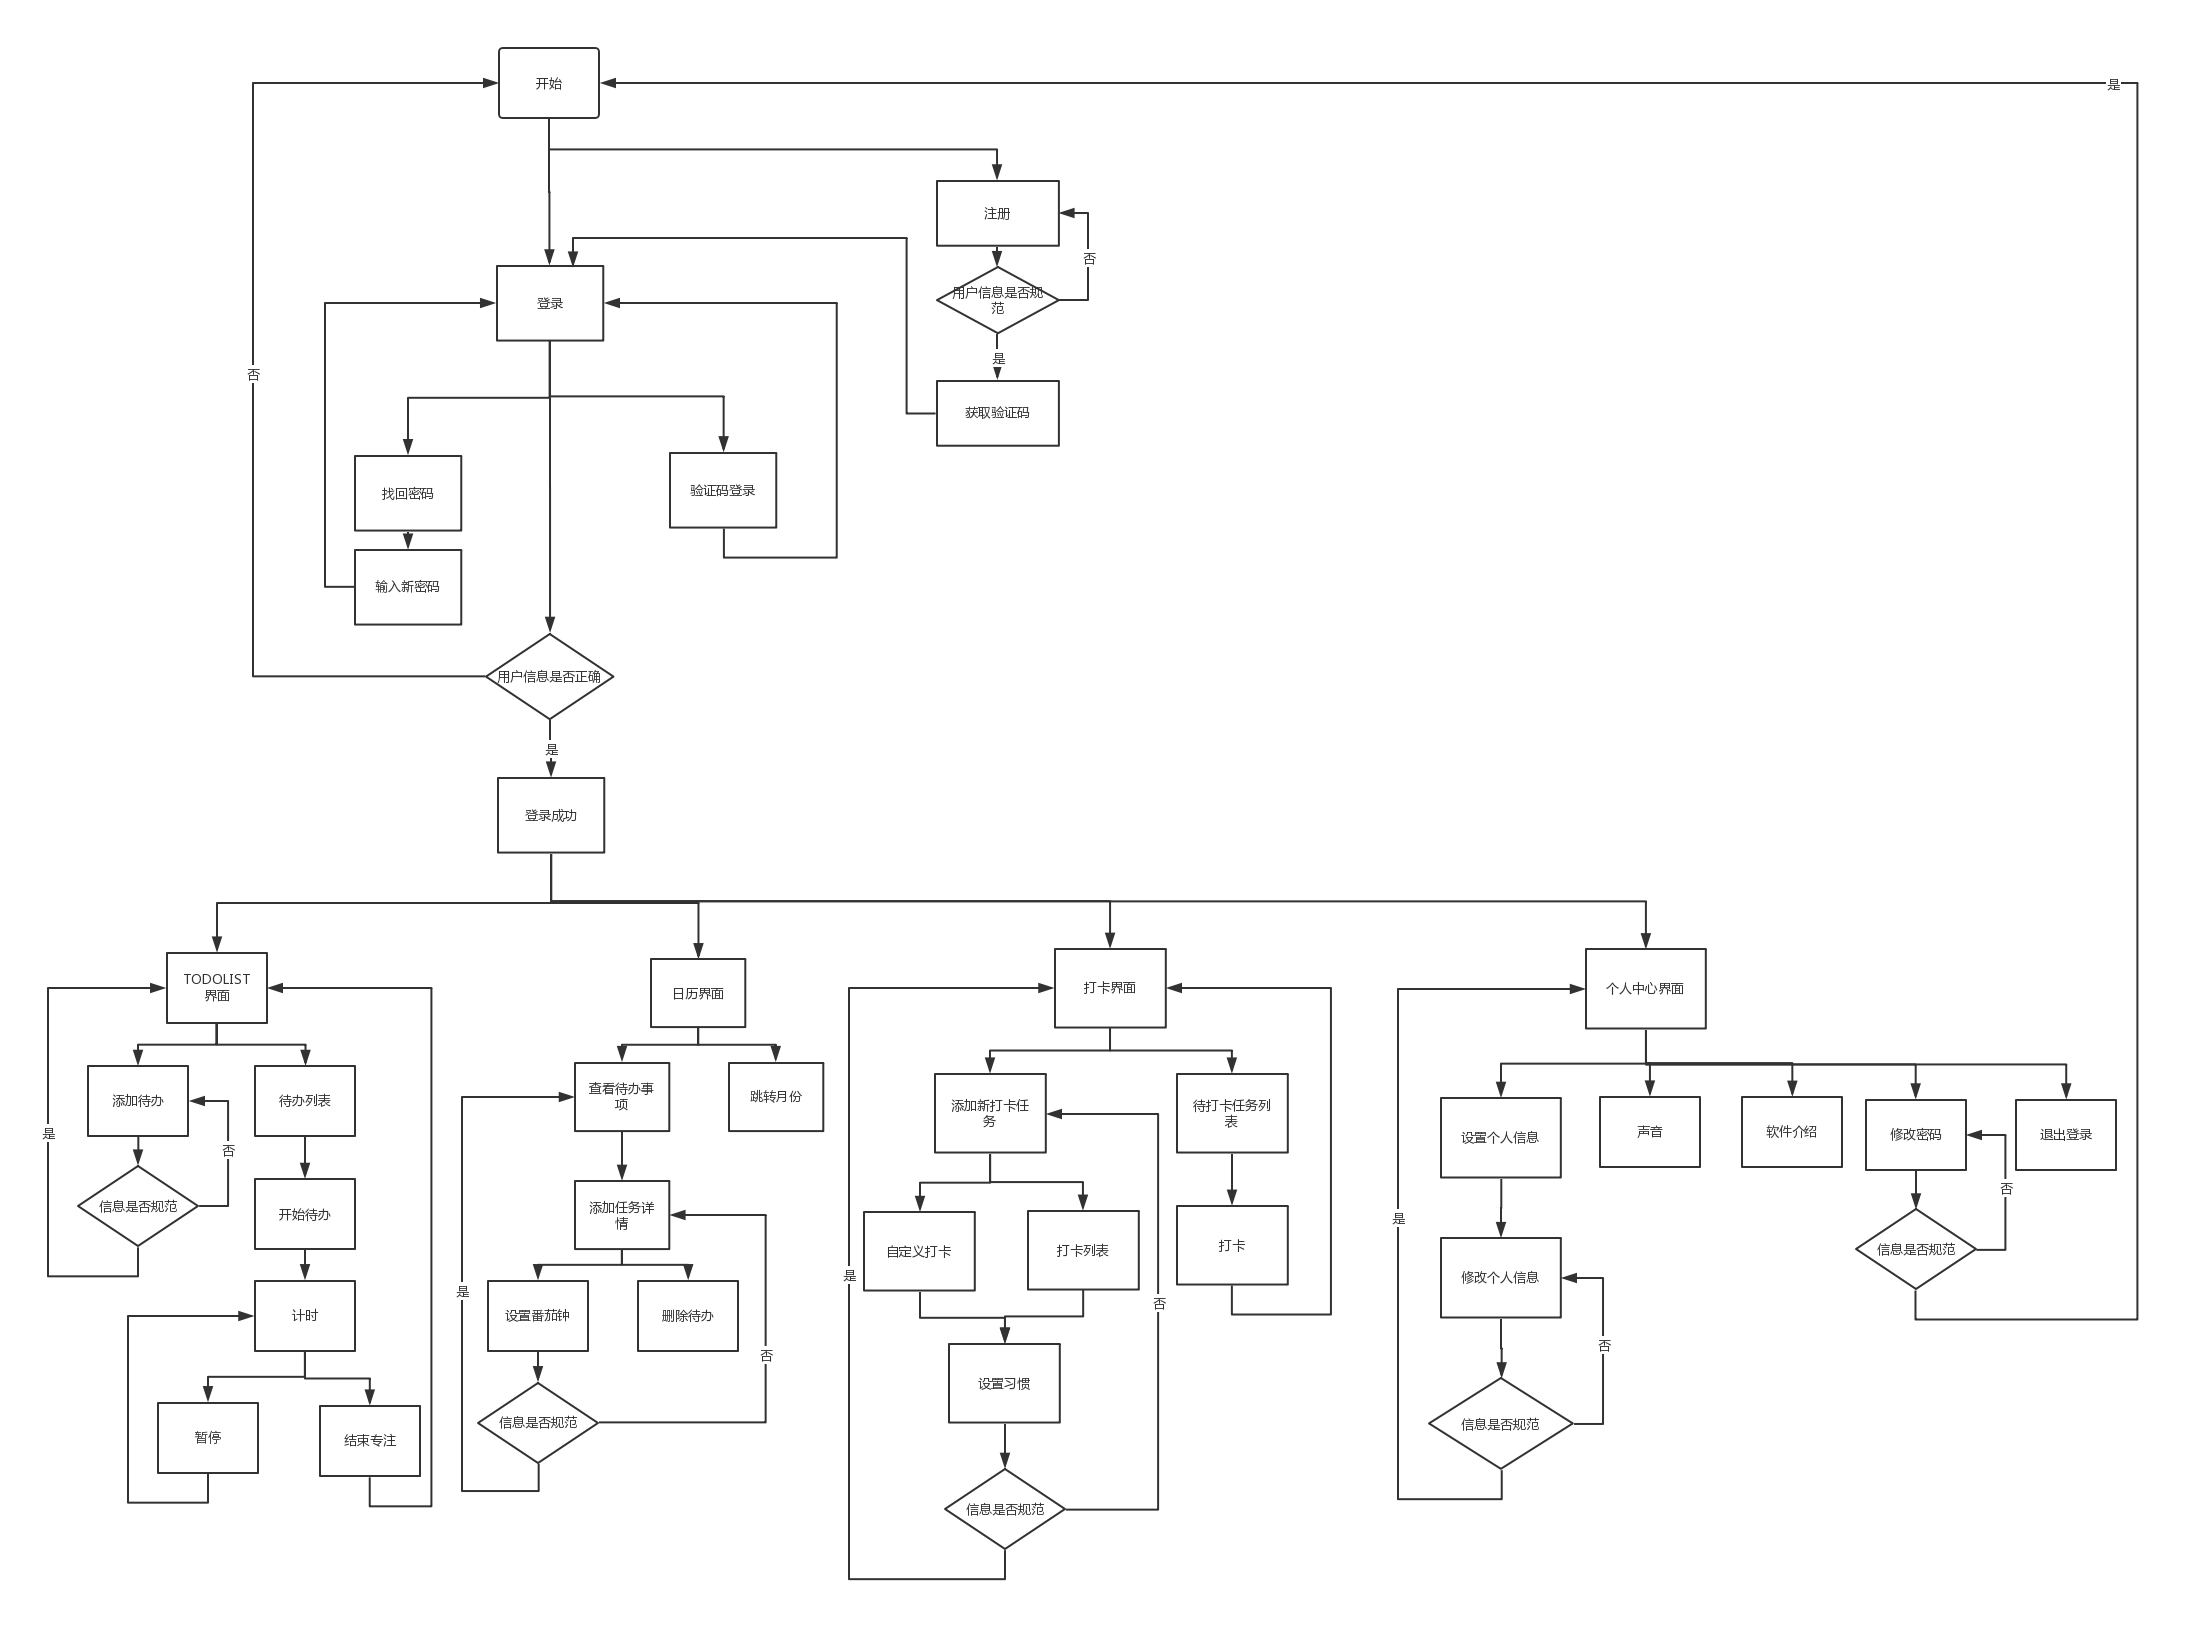 开始
是
注册
否
用户信息是否规
范
登录
是
否
获取验证码
找回密码
验证码登录
输入新密码
用户信息是否正确
是
登录成功
TODOLIST
界面
日历界面
打卡界面
个人中心界面
添加待办
待办列表
是
否
信息是否规范
开始待办
计时
暂停
结束专注
查看待办事
项
跳转月份
添加任务详
情
是
设置番茄钟
删除待办
否
信息是否规范
添加新打卡任
务
待打卡任务列
表
自定义打卡
打卡列表
打卡
是
否
设置习惯
信息是否规范
设置个人信息
声音
软件介绍
修改密码
退出登录
是
否
信息是否规范
修改个人信息
否
信息是否规范